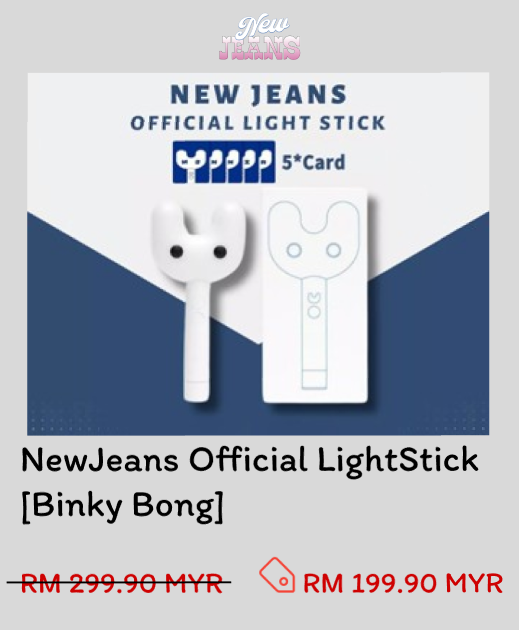 New
JEANS
NEW JEANS
OFFICIAL LIGHT STICK
5*Card
NewJeans Official LightStick
[Binky Bong]
RM 299.90 MYR
RM 199.90 MYR